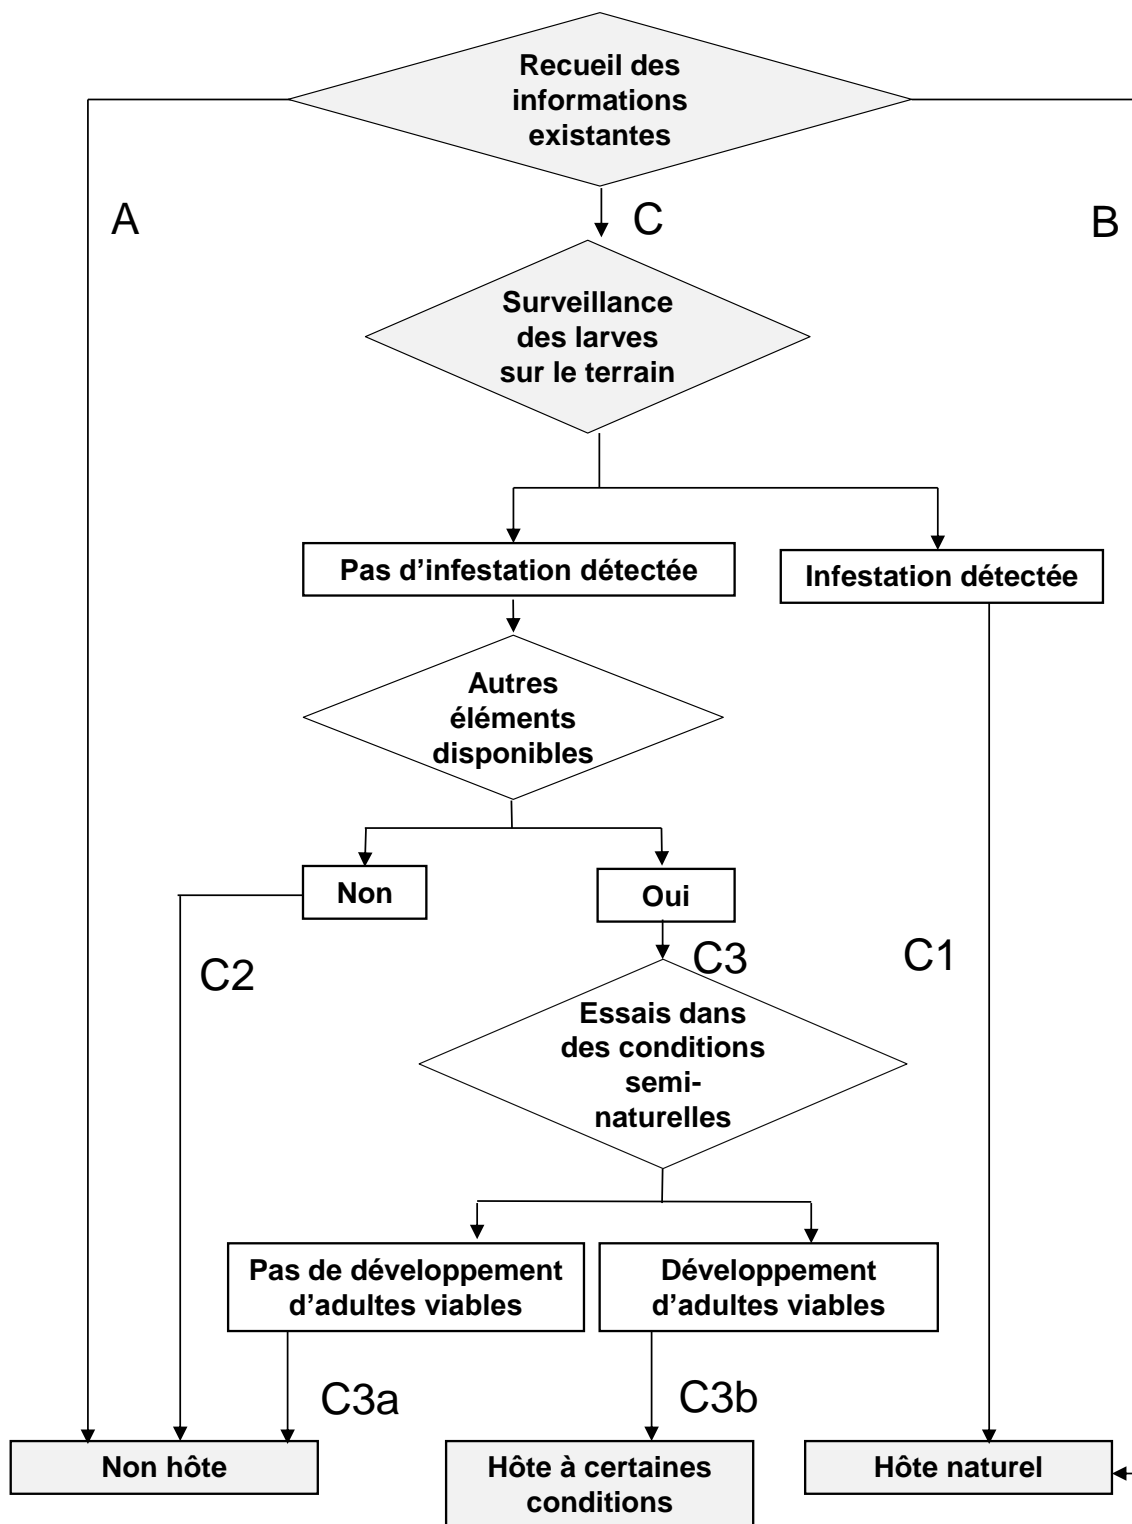 Recueil des
informations
existantes
A
C
B
Surveillance
des larves
sur le terrain
Pas d’infestation détectée
Infestation détectée
Autres
éléments
disponibles
Non
Oui
C2
C3
C1
Essais dans
des conditions
semi-
naturelles
Pas de développement
d’adultes viables
Développement
d’adultes viables
C3a
C3b
Non hôte
Hôte à certaines
conditions
Hôte naturel